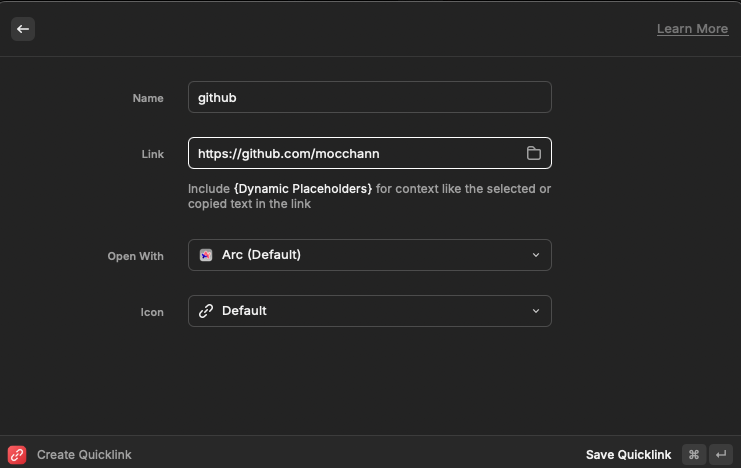 Learn More
Name
github
Link
https://github.com/mocchann
Include {Dynamic Placeholders} for context like the selected or
copied text in the link
Open With
Arc (Default)
Icon
Default
Create Quicklink
Save Quicklink ⌘ ↵